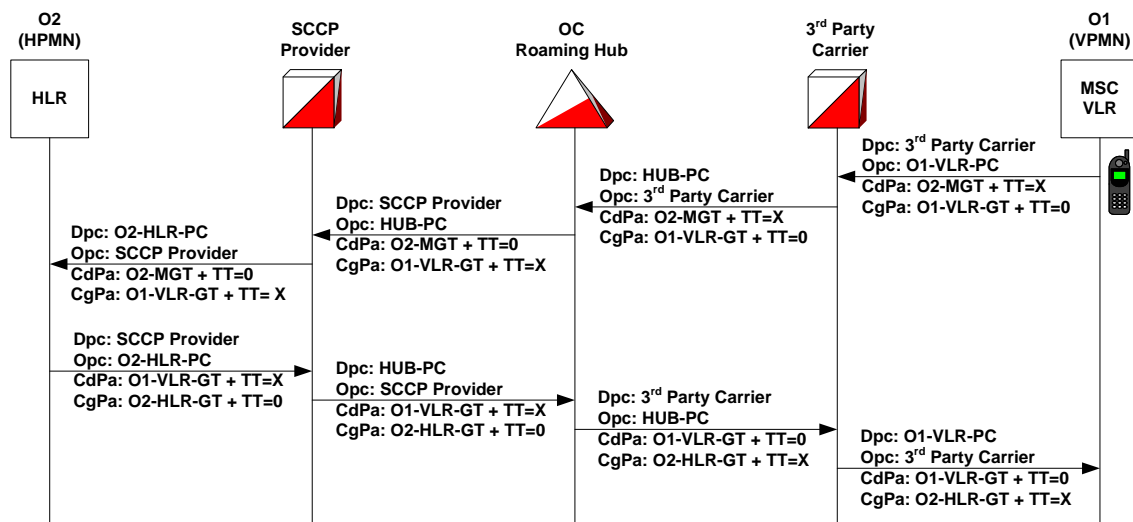 O2
(HPMN)
SCCP
Provider
OC
Roaming Hub
3rd Party
Carrier
O1
(VPMN)
HLR
MSC
VLR
Dpc: 3rd Party Carrier
Opc: O1-VLR-PC
CdPa: O2-MGT + TT=X
CgPa: O1-VLR-GT + TT=0
Dpc: HUB-PC
Opc: 3rd Party Carrier
CdPa: O2-MGT + TT=X
CgPa: O1-VLR-GT + TT=0
Dpc: SCCP Provider
Opc: HUB-PC
CdPa: O2-MGT + TT=0
CgPa: O1-VLR-GT + TT=X
Dpc: O2-HLR-PC
Opc: SCCP Provider
CdPa: O2-MGT + TT=0
CgPa: O1-VLR-GT + TT= X
Dpc: SCCP Provider
Opc: O2-HLR-PC
CdPa: O1-VLR-GT + TT=X
CgPa: O2-HLR-GT + TT=0
Dpc: HUB-PC
Opc: SCCP Provider
CdPa: O1-VLR-GT + TT=X
CgPa: O2-HLR-GT + TT=0
Dpc: 3rd Party Carrier
Opc: HUB-PC
CdPa: O1-VLR-GT + TT=0
CgPa: O2-HLR-GT + TT=X
Dpc: O1-VLR-PC
Opc: 3rd Party Carrier
CdPa: O1-VLR-GT + TT=0
CgPa: O2-HLR-GT + TT=X